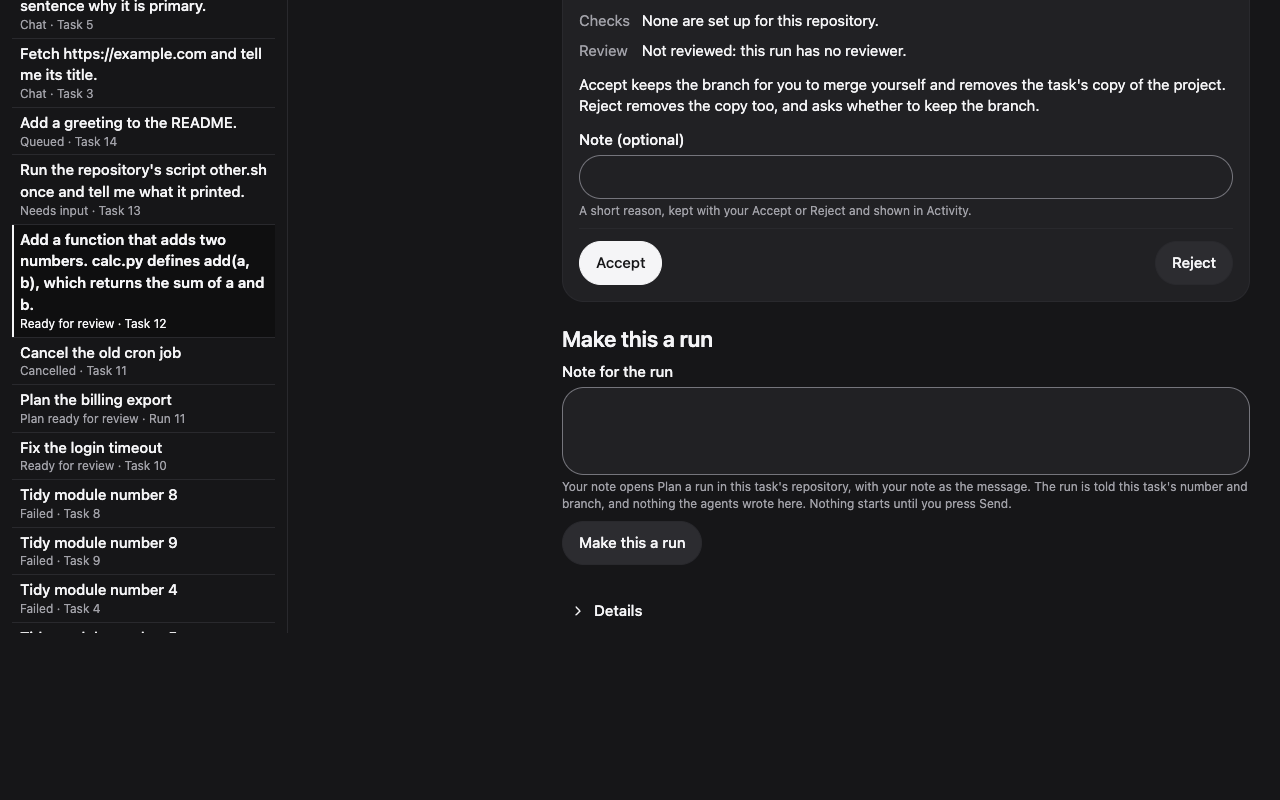 sentence why it is primary.
Chat · Task 5
Fetch https://example.com and tell
me its title.
Chat · Task 3
Add a greeting to the README.
Queued · Task 14
Run the repository's script other.sh
once and tell me what it printed.
Needs input · Task 13
Add a function that adds two
numbers. calc.py defines add(a,
b), which returns the sum of a and
b.
Ready for review · Task 12
Cancel the old cron job
Cancelled · Task 11
Plan the billing export
Plan ready for review · Run 11
Fix the login timeout
Ready for review · Task 10
Tidy module number 8
Failed · Task 8
Tidy module number 9
Failed · Task 9
Tidy module number 4
Failed · Task 4
Checks None are set up for this repository.
Review Not reviewed: this run has no reviewer.
Accept keeps the branch for you to merge yourself and removes the task's copy of the project.
Reject removes the copy too, and asks whether to keep the branch.
Note (optional)
A short reason, kept with your Accept or Reject and shown in Activity.
Accept
Reject
Make this a run
Note for the run
Your note opens Plan a run in this task's repository, with your note as the message. The run is told this task's number and
branch, and nothing the agents wrote here. Nothing starts until you press Send.
Make this a run
Details